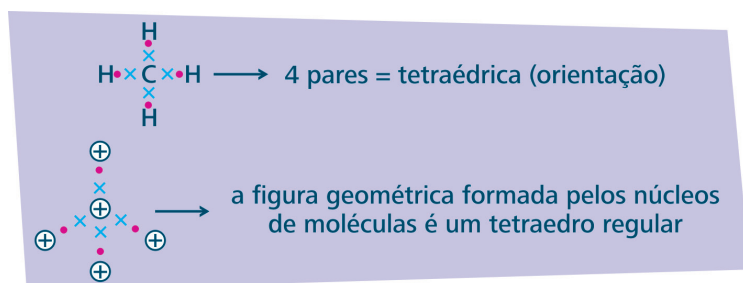 H
H C H → 4 pares = tetraédrica (orientação)
H
+
+ → a figura geométrica formada pelos núcleos
de moléculas é um tetraedro regular
+ +
+